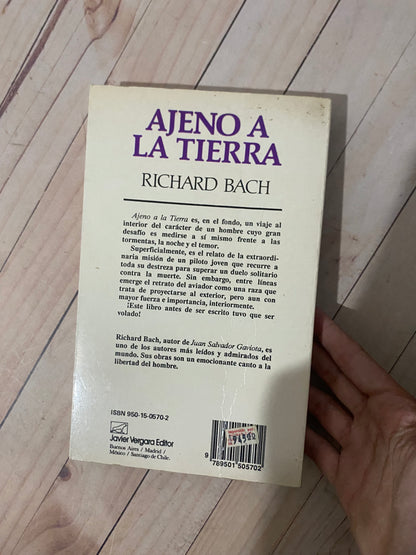 AJENO A
LA TIERRA
RICHARD BACH
Ajeno a la Tierra es, en el fondo, un viaje al
interior del carácter de un hombre cuyo gran
desafío es medirse a sí mismo frente a las
tormentas, la noche y el temor.
Superficialmente, es el relato de la extraordi-
naria misión de un piloto joven que recurre a
toda su destreza para superar un duelo solitario
contra la muerte. Sin embargo, entre líneas
emerge el retrato del aviador como una raza que
trata de proyectarse al exterior, pero aun con
mayor fuerza e importancia, interiormente.
¡Este libro antes de ser escrito tuvo que ser
volado!
Richard Bach, autor de Juan Salvador Gaviota, es
uno de los autores más leídos y admirados del
mundo. Sus obras son un emocionante canto a la
libertad del hombre.
ISBN 950-15-0570-2
Javier Vergara Editor
Buenos Aires / Madrid /
México / Santiago de Chile.
9 789501 505702